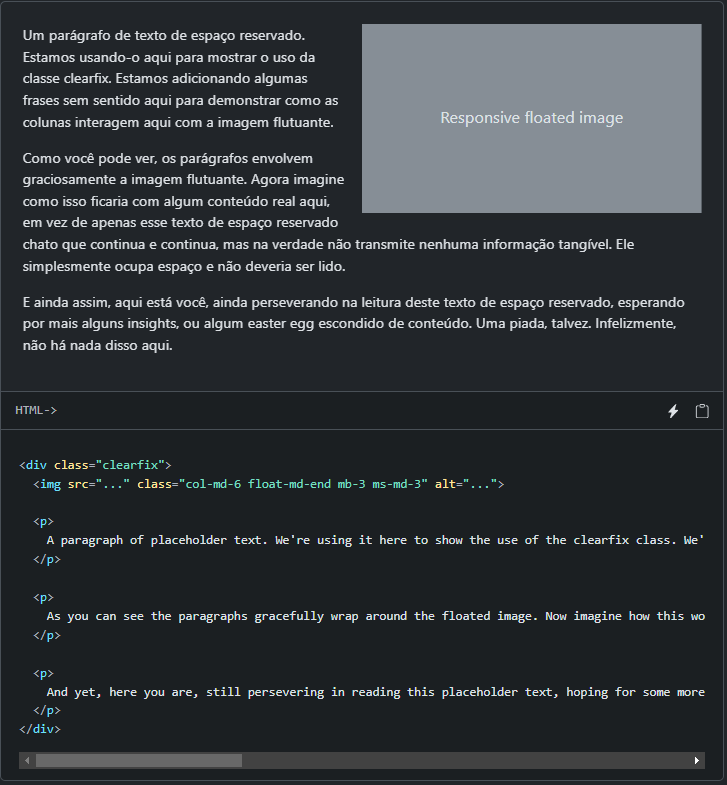 Um parágrafo de texto de espaço reservado.
Estamos usando-o aqui para mostrar o uso da
classe clearfix. Estamos adicionando algumas
frases sem sentido aqui para demonstrar como as
colunas interagem aqui com a imagem flutuante.
Responsive floated image
Como você pode ver, os parágrafos envolvem
graciosamente a imagem flutuante. Agora imagine
como isso ficaria com algum conteúdo real aqui,
em vez de apenas esse texto de espaço reservado
chato que continua e continua, mas na verdade não transmite nenhuma informação tangível. Ele
simplesmente ocupa espaço e não deveria ser lido.
E ainda assim, aqui está você, ainda perseverando na leitura deste texto de espaço reservado, esperando
por mais alguns insights, ou algum easter egg escondido de conteúdo. Uma piada, talvez. Infelizmente,
não há nada disso aqui.
HTML->
<div class="clearfix">
  <img src="..." class="col-md-6 float-md-end mb-3 ms-md-3" alt="...">
  <p>
    A paragraph of placeholder text. We're using it here to show the use of the clearfix class. We'
  </p>
  <p>
    As you can see the paragraphs gracefully wrap around the floated image. Now imagine how this wo
  </p>
  <p>
    And yet, here you are, still persevering in reading this placeholder text, hoping for some more
  </p>
</div>